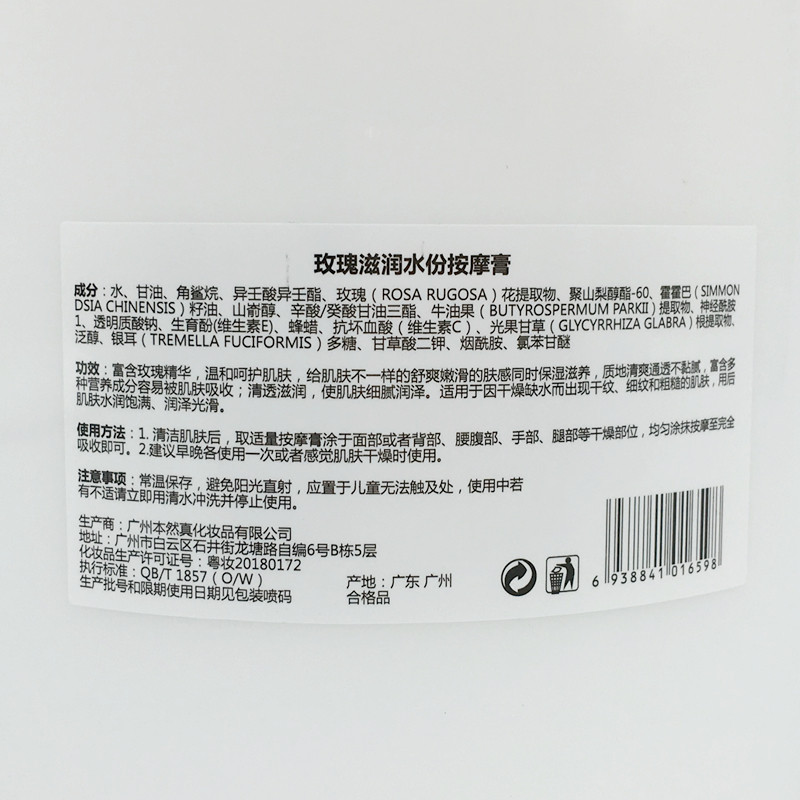 玫瑰滋润水份按摩膏
成分：水、甘油、角鲨烷、异壬酸异壬酯、玫瑰（ROSA RUGOSA）花提取物、聚山梨醇酯-60、霍霍巴（SIMMON
DSIA CHINENSIS）籽油、山嵛醇、辛酸/癸酸甘油三酯、牛油果（BUTYROSPERMUM PARKII）提取物、神经酰胺
1、透明质酸钠、生育酚(维生素E)、蜂蜡、抗坏血酸（维生素C）、光果甘草（GLYCYRRHIZA GLABRA）根提取物、
泛醇、银耳（TREMELLA FUCIFORMIS）多糖、甘草酸二钾、烟酰胺、氯苯甘醚
功效：富含玫瑰精华，温和呵护肌肤，给肌肤不一样的舒爽嫩滑的肤感同时保湿滋养，质地清爽通透不黏腻，富含多
种营养成分容易被肌肤吸收；清透滋润，使肌肤细腻润泽。适用于因干燥缺水而出现干纹、细纹和粗糙的肌肤，用后
肌肤水润饱满、润泽光滑。
使用方法：1. 清洁肌肤后，取适量按摩膏涂于面部或者背部、腰腹部、手部、腿部等干燥部位，均匀涂抹按摩至完全
吸收即可。2.建议早晚各使用一次或者感觉肌肤干燥时使用。
注意事项：常温保存，避免阳光直射，应置于儿童无法触及处，使用中若
有不适请立即用清水冲洗并停止使用。
生产商：广州本然真化妆品有限公司
地址：广州市白云区石井街龙塘路自编6号B栋5层
化妆品生产许可证号：粤妆20180172
执行标准：QB/T 1857（O/W）
产地：广东 广州
生产批号和限期使用日期见包装喷码
合格品
6 938841 016598